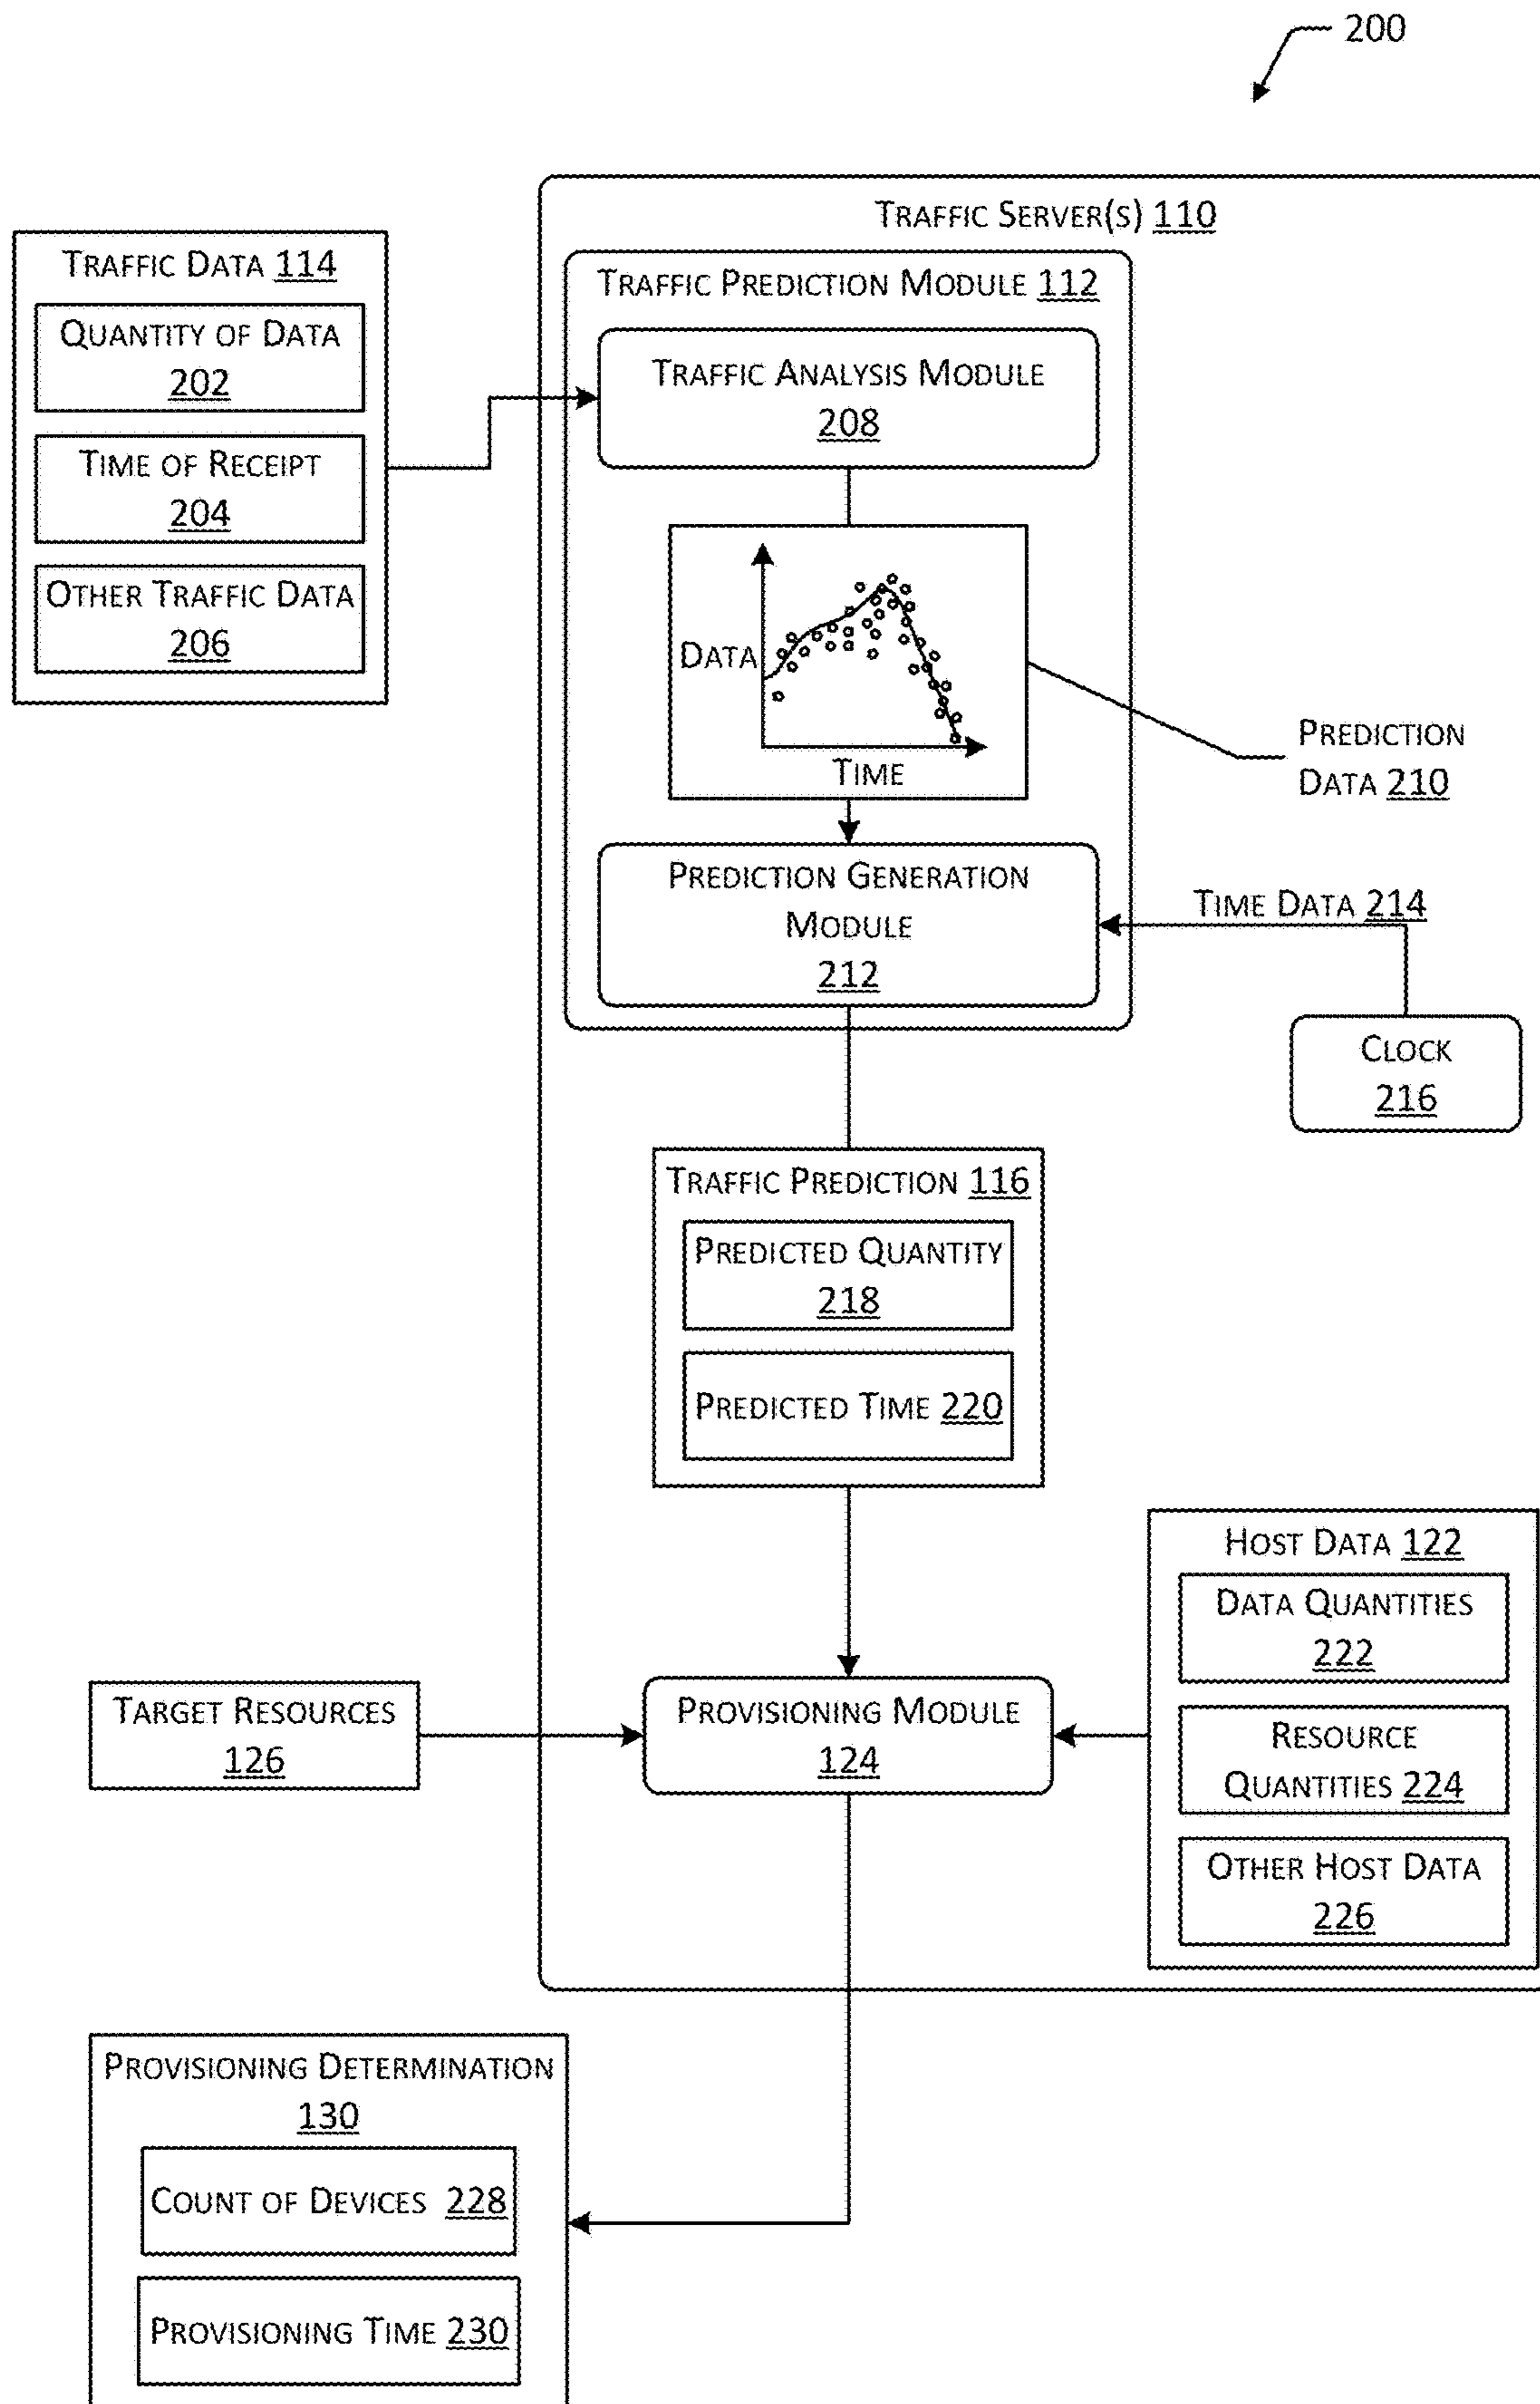 200
TRAFFIC SERVER(S) 110
TRAFFIC DATA 114
QUANTITY OF DATA
202
TIME OF RECEIPT
204
OTHER TRAFFIC DATA
206
TRAFFIC PREDICTION MODULE 112
TRAFFIC ANALYSIS MODULE
208
DATA
TIME
PREDICTION
DATA 210
PREDICTION GENERATION
MODULE
212
TIME DATA 214
CLOCK
216
TRAFFIC PREDICTION 116
PREDICTED QUANTITY
218
PREDICTED TIME 220
HOST DATA 122
DATA QUANTITIES
222
RESOURCE
QUANTITIES 224
OTHER HOST DATA
226
TARGET RESOURCES
126
PROVISIONING MODULE
124
PROVISIONING DETERMINATION
130
COUNT OF DEVICES 228
PROVISIONING TIME 230